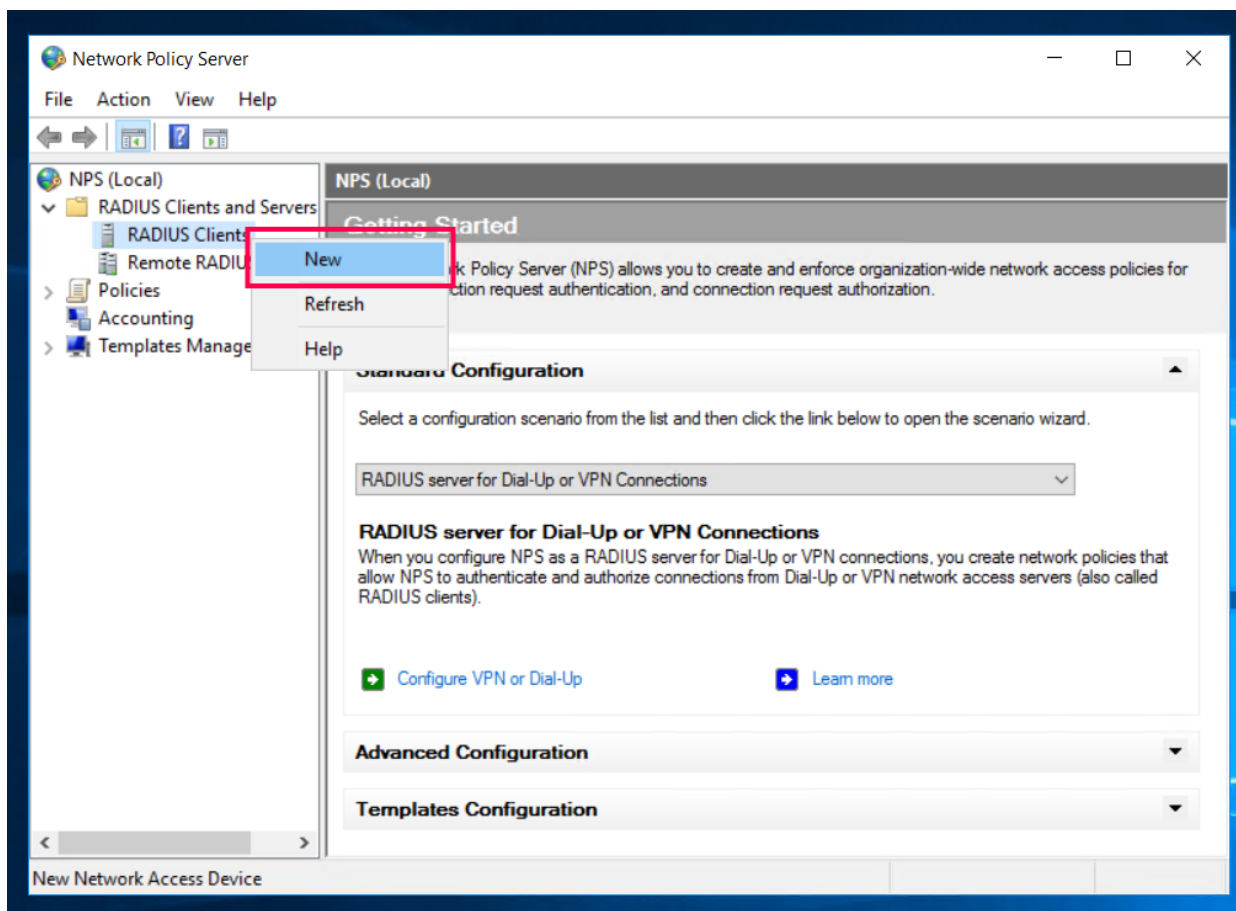 Network Policy Server
File Action View Help
NPS (Local)
RADIUS Clients and Servers
RADIUS Clients
Remote RADIU
Policies
Accounting
Templates Manage
New
Refresh
Help
NPS (Local)
Getting Started
k Policy Server (NPS) allows you to create and enforce organization-wide network access policies for
ction request authentication, and connection request authorization.
Standard Configuration
Select a configuration scenario from the list and then click the link below to open the scenario wizard.
RADIUS server for Dial-Up or VPN Connections
RADIUS server for Dial-Up or VPN Connections
When you configure NPS as a RADIUS server for Dial-Up or VPN connections, you create network policies that
allow NPS to authenticate and authorize connections from Dial-Up or VPN network access servers (also called
RADIUS clients).
Configure VPN or Dial-Up Learn more
Advanced Configuration
Templates Configuration
New Network Access Device